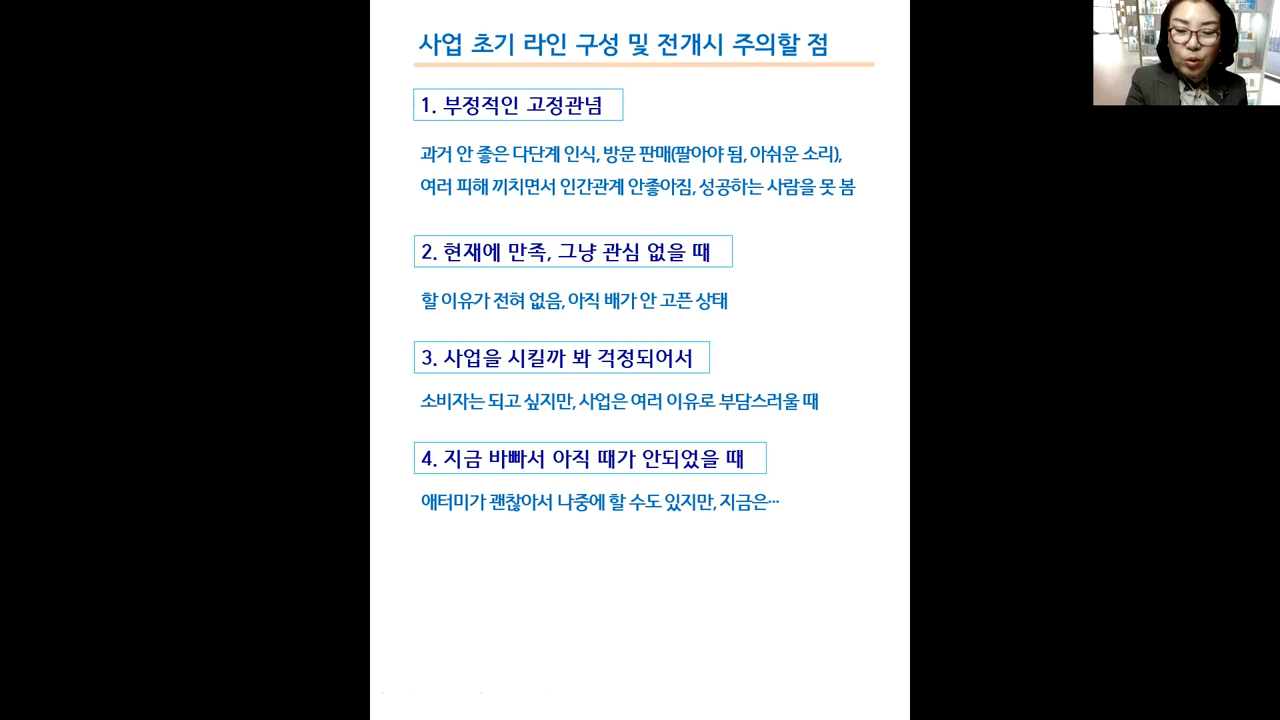 사업 초기 라인 구성 및 전개시 주의할 점
1. 부정적인 고정관념
과거 안 좋은 다단계 인식, 방문 판매(팔아야 됨, 아쉬운 소리),
여러 피해 끼치면서 인간관계 안좋아짐, 성공하는 사람을 못 봄
2. 현재에 만족, 그냥 관심 없을 때
할 이유가 전혀 없음, 아직 배가 안 고픈 상태
3. 사업을 시킬까 봐 걱정되어서
소비자는 되고 싶지만, 사업은 여러 이유로 부담스러울 때
4. 지금 바빠서 아직 때가 안되었을 때
애터미가 괜찮아서 나중에 할 수도 있지만, 지금은…